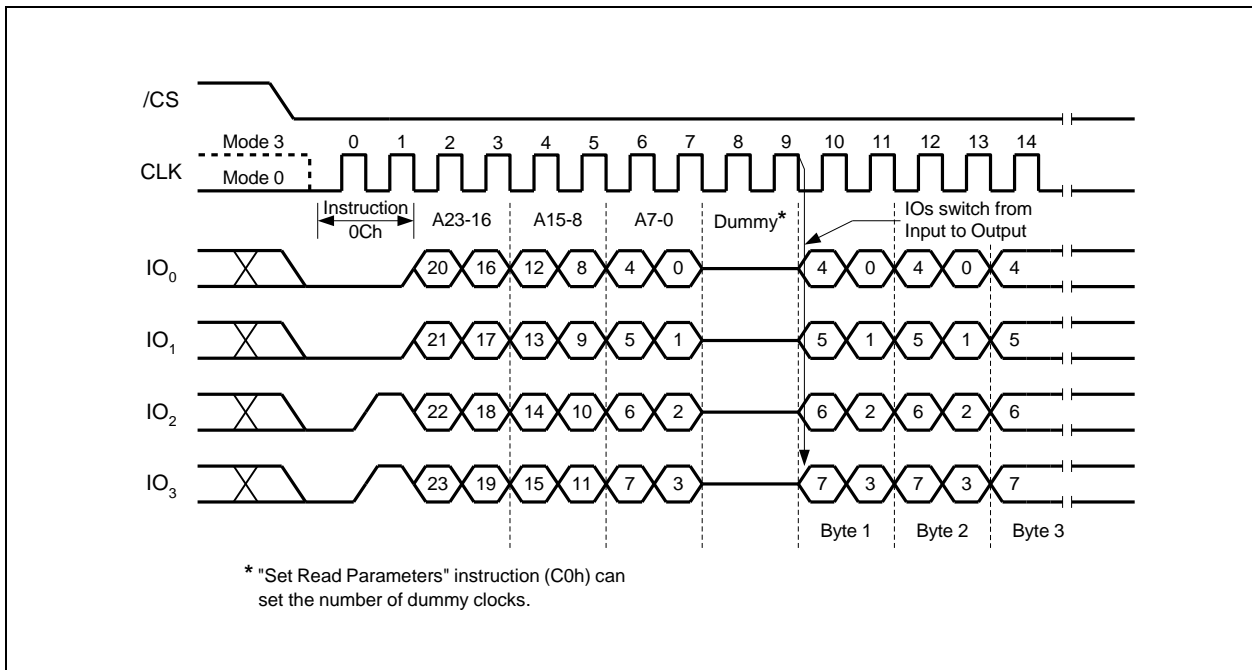 /CS
Mode 3
0 1 2 3 4 5 6 7 8 9 10 11 12 13 14
CLK
Mode 0
Instruction
0Ch
A23-16 A15-8 A7-0 Dummy*
IOs switch from
Input to Output
IO0 20 16 12 8 4 0 4 0 4 0 4
IO1 21 17 13 9 5 1 5 1 5 1 5
IO2 22 18 14 10 6 2 6 2 6 2 6
IO3 23 19 15 11 7 3 7 3 7 3 7
Byte 1 Byte 2 Byte 3
* "Set Read Parameters" instruction (C0h) can
set the number of dummy clocks.